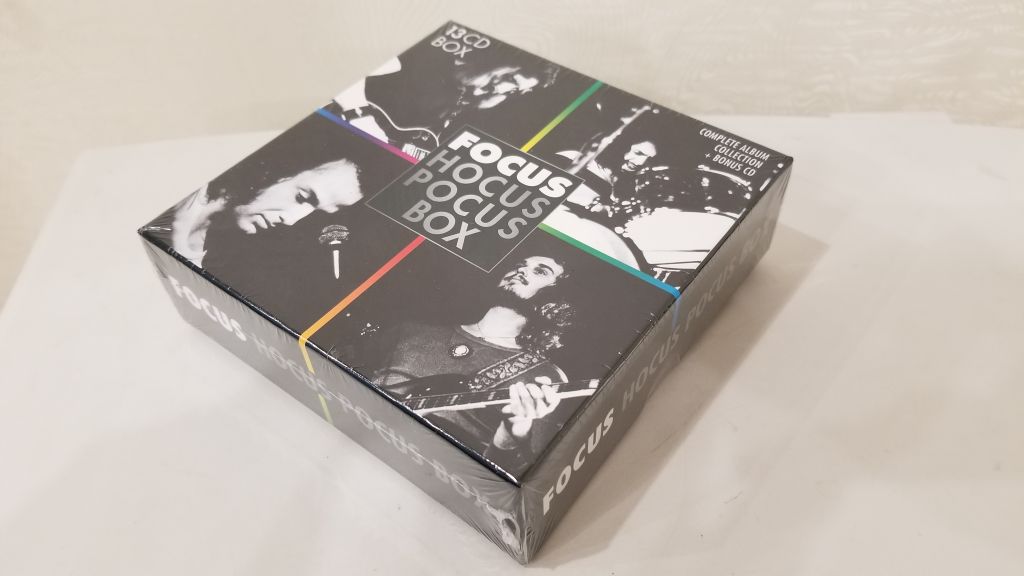 13CD
BOX
COMPLETE ALBUM
COLLECTION
+ BONUS CD
FOCUS
HOCUS
POCUS
BOX
FOCUS HOCUS POCUS BOX
FOCUS HOCUS POCUS BOX